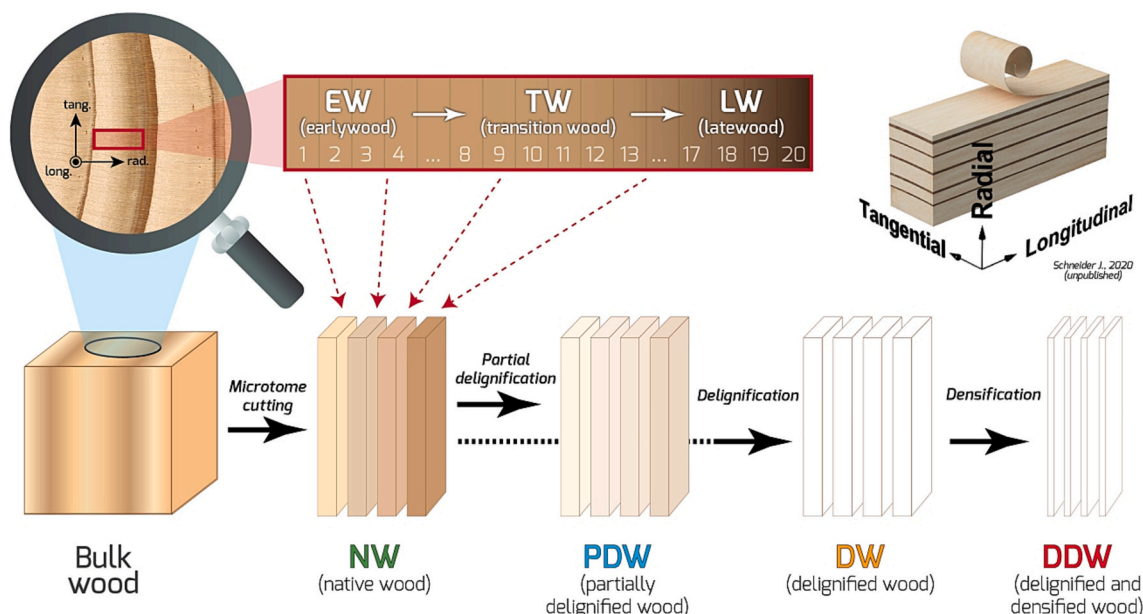 tang.
long.
rad.
EW
(earlywood)
TW
(transition wood)
LW
(latewood)
1 2 3 4 ... 8 9 10 11 12 13 ... 17 18 19 20
Radial
Tangential
Longitudinal
Schneider J., 2020
(unpublished)
Microtome
cutting
Partial
delignification
Delignification
Densification
Bulk
wood
NW
(native wood)
PDW
(partially
delignified wood)
DW
(delignified wood)
DDW
(delignified and
densified wood)